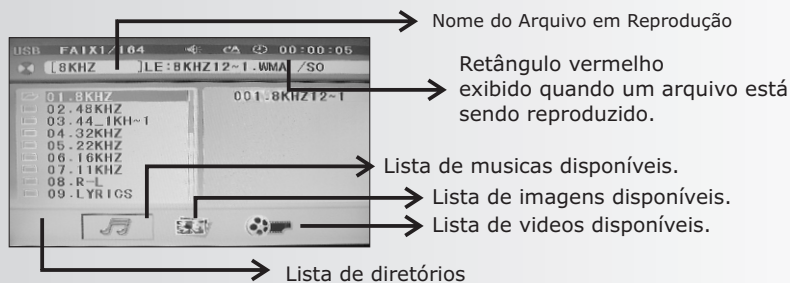 Nome do Arquivo em Reprodução
USB FAIX1/164 00:00:05
[8KHZ ]LE:8KHZ12~1.WMA /SO
Retângulo vermelho
exibido quando um arquivo está
sendo reproduzido.
01.8KHZ 001.8KHZ12~1
02.48KHZ
03.44_1KH~1
04.32KHZ
05.22KHZ
06.16KHZ
07.11KHZ
08.R-L
09.LYRICS
Lista de musicas disponíveis.
Lista de imagens disponíveis.
Lista de videos disponíveis.
Lista de diretórios